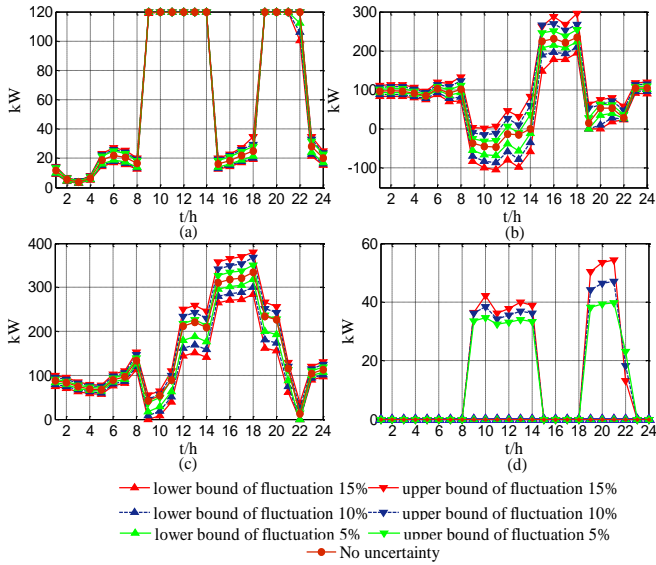 120
100
80
60
40
20
0
kW
2 4 6 8 10 12 14 16 18 20 22 24
t/h
(a)
300
200
100
0
-100
kW
2 4 6 8 10 12 14 16 18 20 22 24
t/h
(b)
400
300
200
100
0
kW
2 4 6 8 10 12 14 16 18 20 22 24
t/h
(c)
60
40
20
0
kW
2 4 6 8 10 12 14 16 18 20 22 24
t/h
(d)
lower bound of fluctuation 15% upper bound of fluctuation 15%
lower bound of fluctuation 10% upper bound of fluctuation 10%
lower bound of fluctuation 5% upper bound of fluctuation 5%
No uncertainty